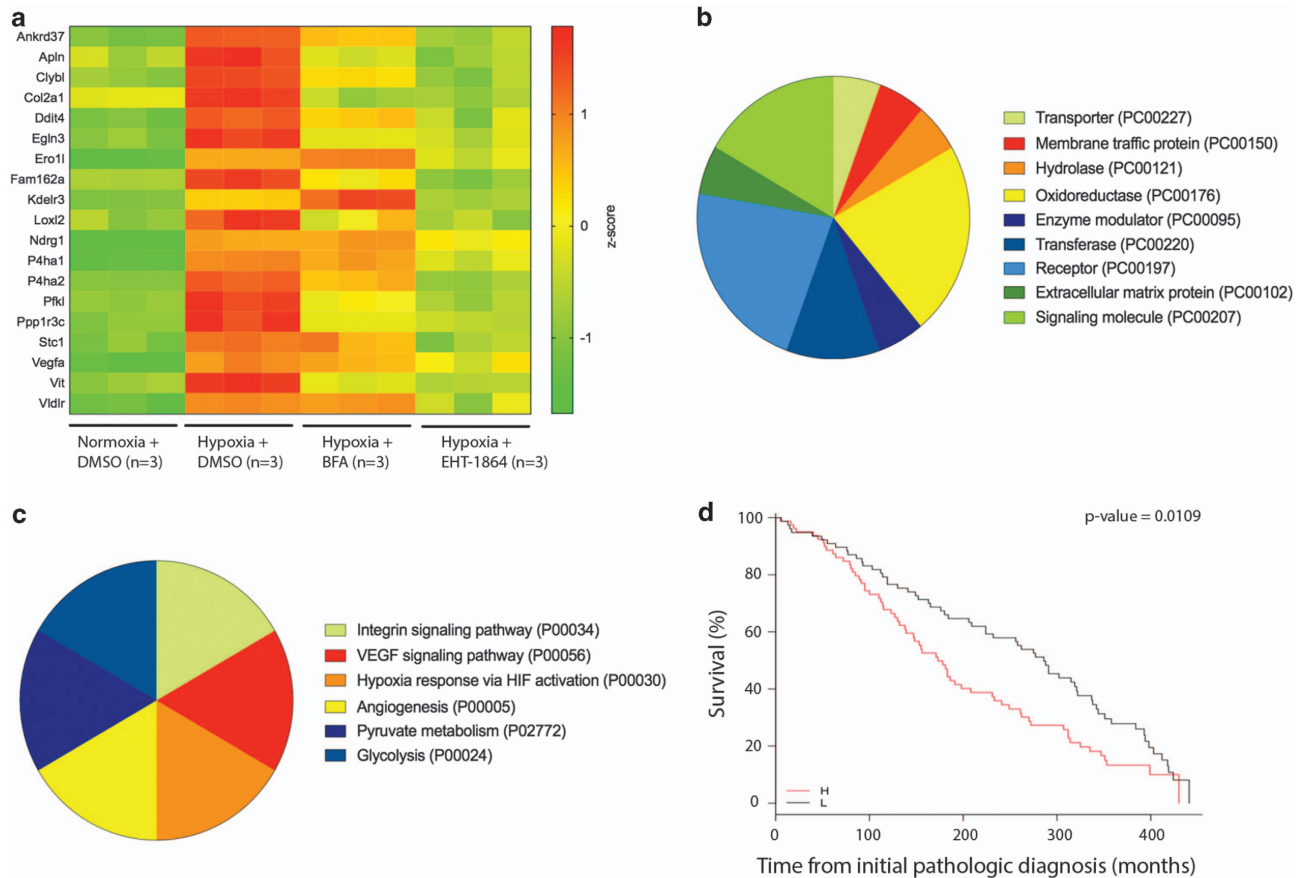 a
Ankrd37
Apln
Clybl
Col2a1
Ddit4
Egln3
Ero1l
Fam162a
Kdelr3
Loxl2
Ndrg1
P4ha1
P4ha2
Pfkl
Ppp1r3c
Stc1
Vegfa
Vit
Vldlr
1
0
-1
z-score
Normoxia +
DMSO (n=3)
Hypoxia +
DMSO (n=3)
Hypoxia +
BFA (n=3)
Hypoxia +
EHT-1864 (n=3)
b
Transporter (PC00227)
Membrane traffic protein (PC00150)
Hydrolase (PC00121)
Oxidoreductase (PC00176)
Enzyme modulator (PC00095)
Transferase (PC00220)
Receptor (PC00197)
Extracellular matrix protein (PC00102)
Signaling molecule (PC00207)
c
Integrin signaling pathway (P00034)
VEGF signaling pathway (P00056)
Hypoxia response via HIF activation (P00030)
Angiogenesis (P00005)
Pyruvate metabolism (P02772)
Glycolysis (P00024)
d
p-value = 0.0109
Survival (%)
100
80
60
40
20
0
H
L
0
100
200
300
400
Time from initial pathologic diagnosis (months)